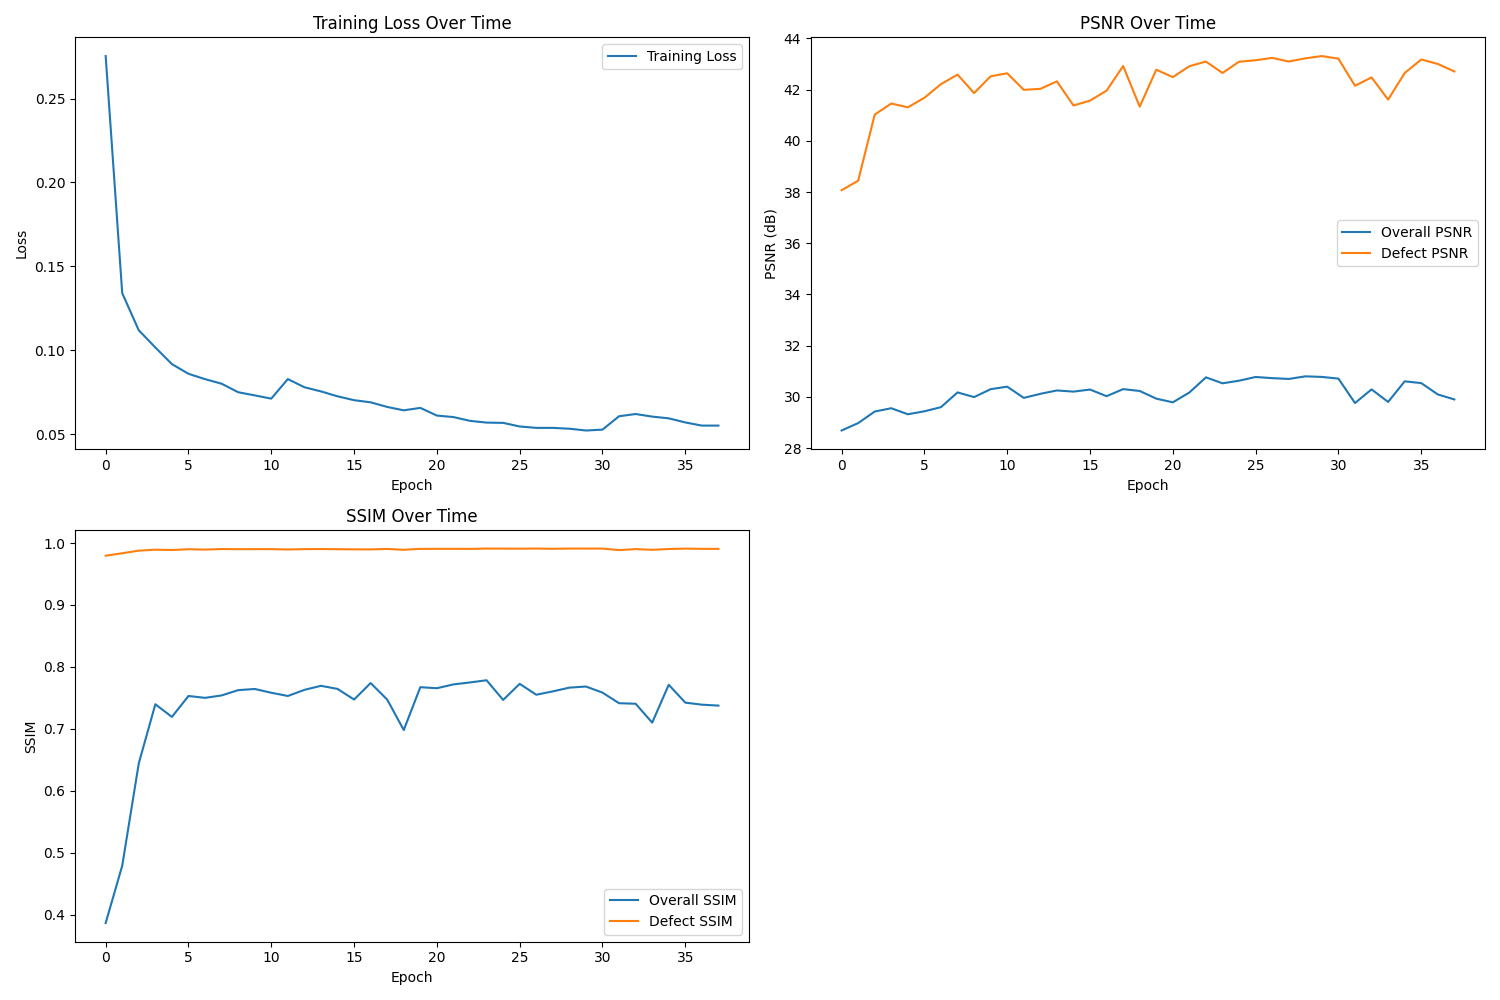 Training Loss Over Time
Training Loss
0.25
0.20
0.15
0.10
0.05
Loss
0 5 10 15 20 25 30 35
Epoch
PSNR Over Time
44
42
40
38
36
34
32
30
28
PSNR (dB)
Overall PSNR
Defect PSNR
0 5 10 15 20 25 30 35
Epoch
SSIM Over Time
1.0
0.9
0.8
0.7
0.6
0.5
0.4
SSIM
Overall SSIM
Defect SSIM
0 5 10 15 20 25 30 35
Epoch